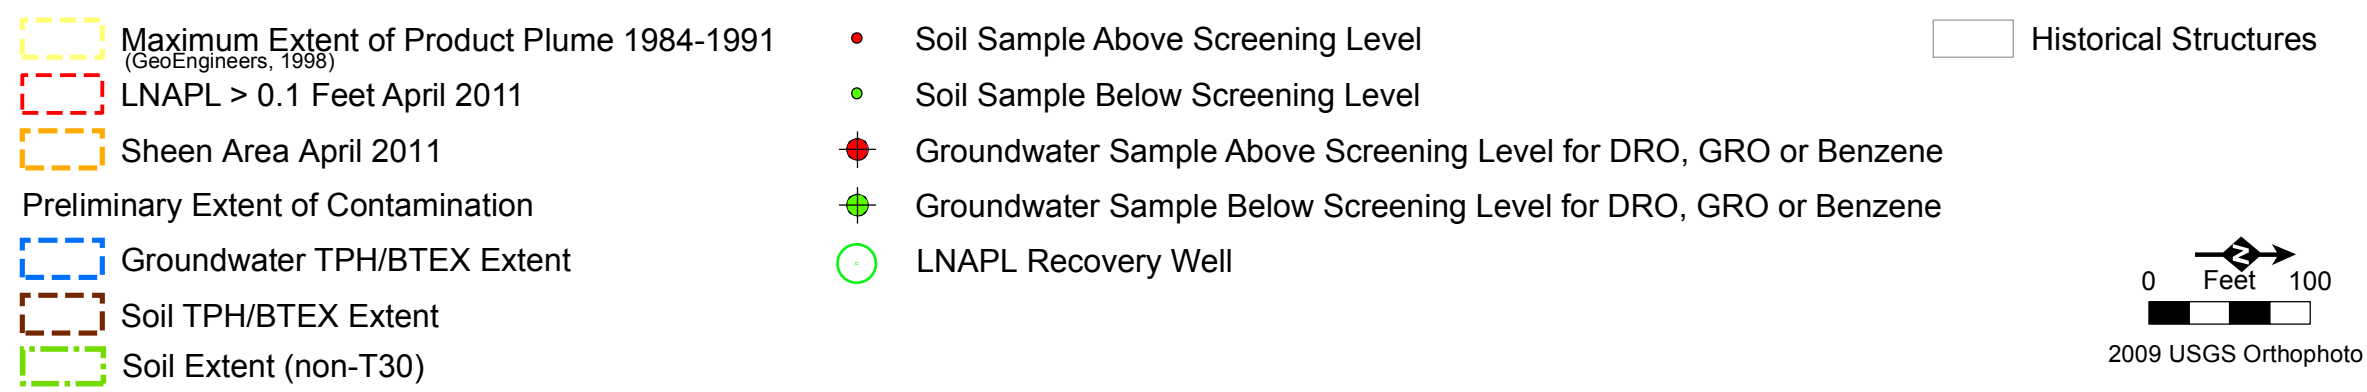 Maximum Extent of Product Plume 1984-1991
(GeoEngineers, 1998)
LNAPL > 0.1 Feet April 2011
Sheen Area April 2011
Preliminary Extent of Contamination
Groundwater TPH/BTEX Extent
Soil TPH/BTEX Extent
Soil Extent (non-T30)
Soil Sample Above Screening Level
Soil Sample Below Screening Level
Groundwater Sample Above Screening Level for DRO, GRO or Benzene
Groundwater Sample Below Screening Level for DRO, GRO or Benzene
LNAPL Recovery Well
Historical Structures
N
0 Feet 100
2009 USGS Orthophoto